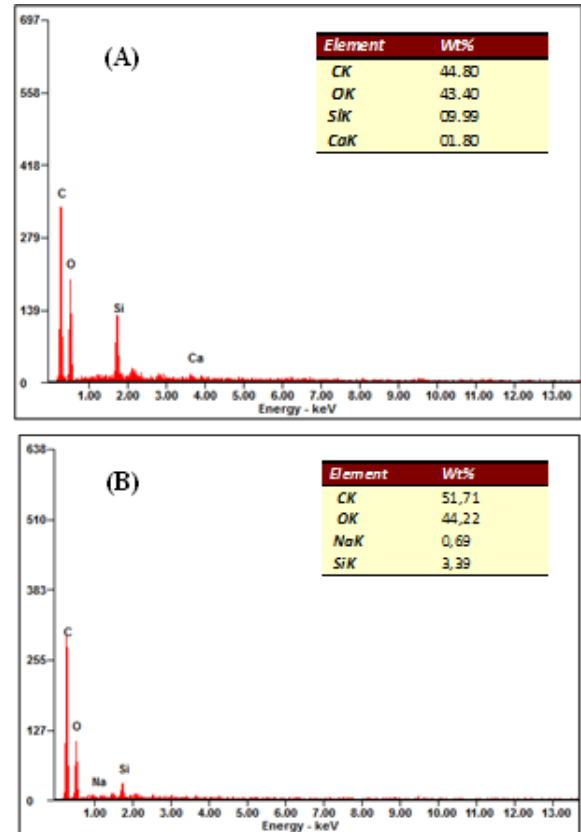 697
(A)
Element Wt%
CK 44.80
OK 43.40
SiK 09.99
CaK 01.80
558
418
C
279
O
139
Si
Ca
0
1.00 2.00 3.00 4.00 5.00 6.00 7.00 8.00 9.00 10.00 11.00 12.00 13.00
Energy - keV
638
(B)
Element Wt%
CK 51,71
OK 44,22
NaK 0,69
SiK 3,39
510
383
255
C
127
O
Na Si
0
1.00 2.00 3.00 4.00 5.00 6.00 7.00 8.00 9.00 10.00 11.00 12.00 13.00
Energy - keV